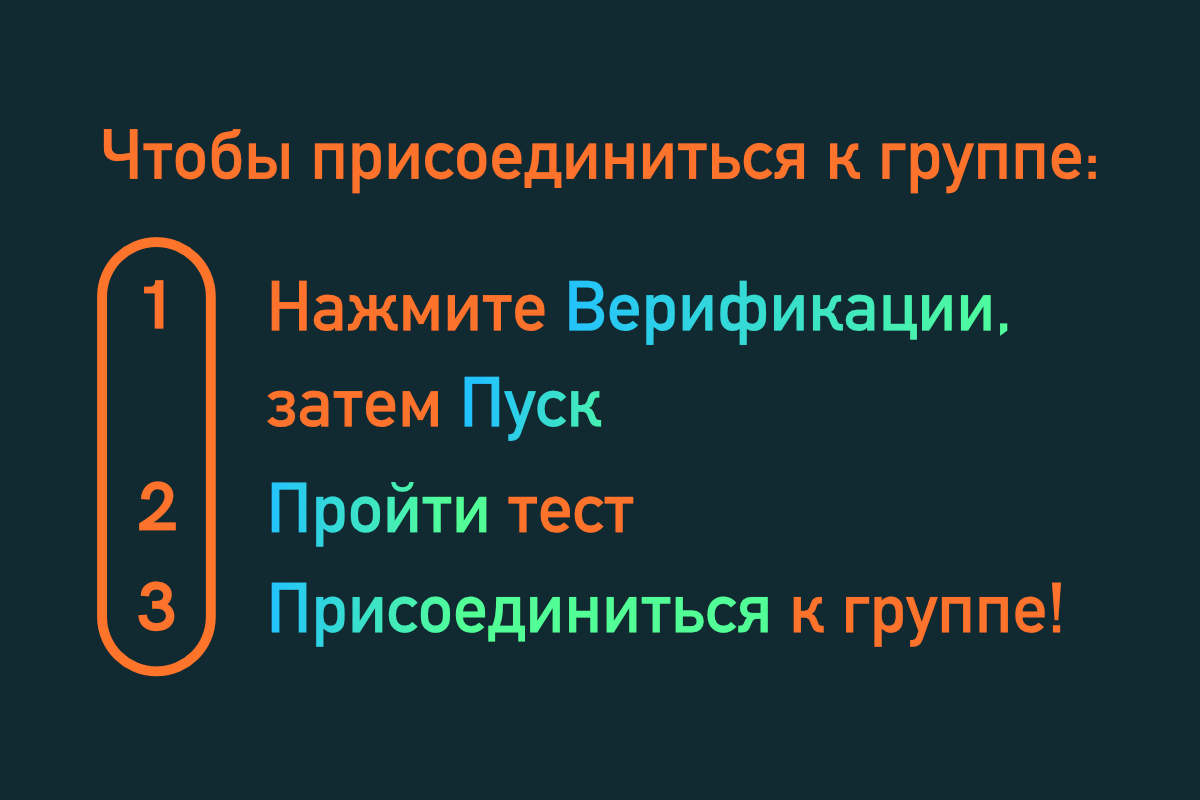 Чтобы присоединиться к группе:
1 Нажмите Верификации,
затем Пуск
2 Пройти тест
3 Присоединиться к группе!